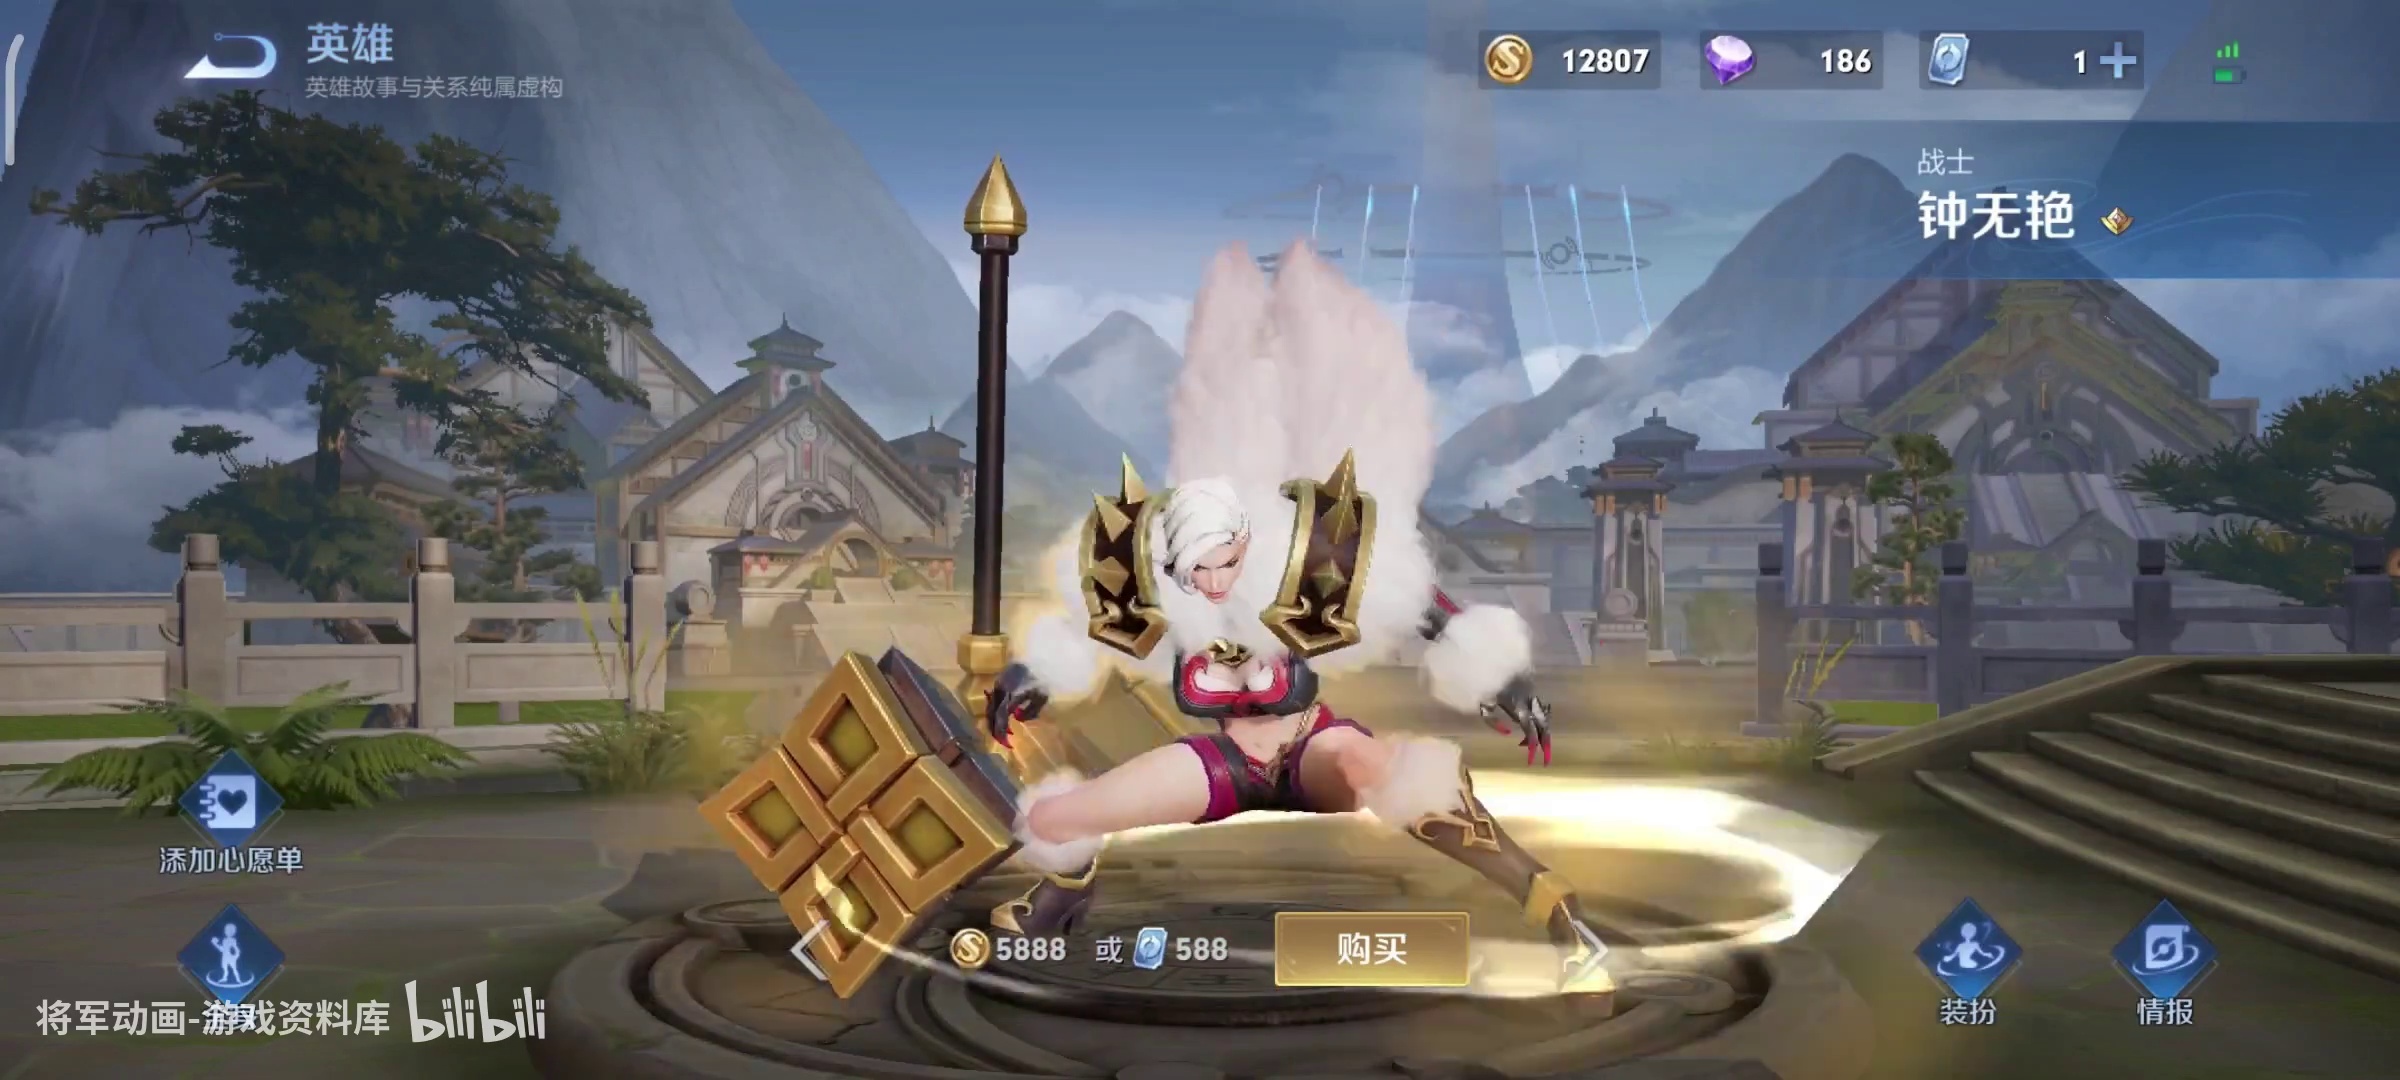 英雄
英雄故事与关系纯属虚构
12807
186
1
战士
钟无艳
添加心愿单
5888 或 588
购买
装扮
情报
将军动画-游戏资料库 bilibili